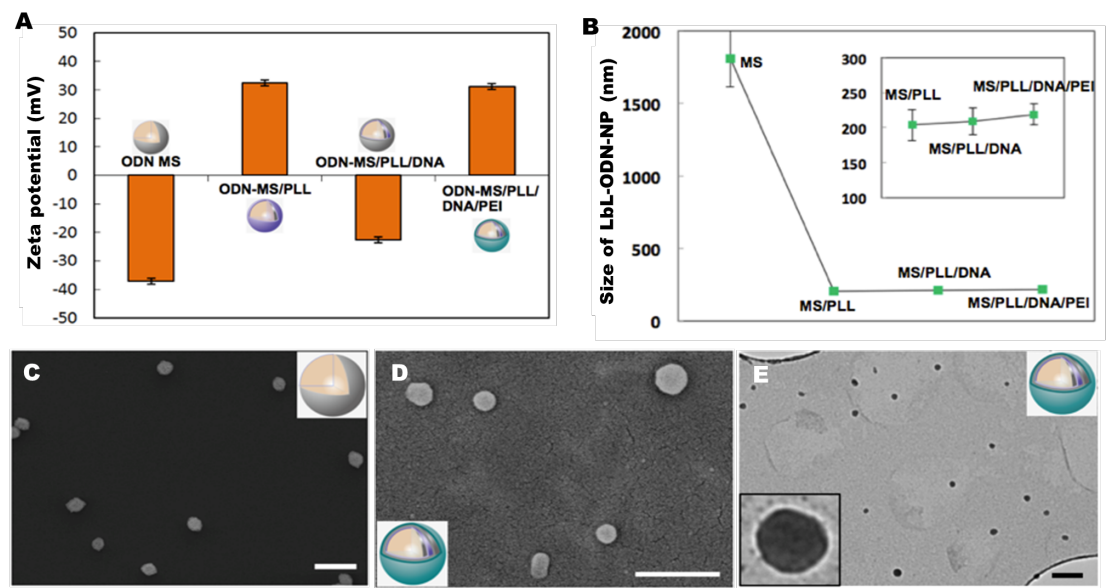 A
Zeta potential (mV)
50
40
30
20
10
0
-10
-20
-30
-40
-50
ODN MS
ODN-MS/PLL
ODN-MS/PLL/DNA
ODN-MS/PLL/
DNA/PEI
B
Size of LbL-ODN-NP (nm)
2000
1500
1000
500
0
MS
MS/PLL
MS/PLL/DNA
MS/PLL/DNA/PEI
300
250
200
150
100
MS/PLL
MS/PLL/DNA
MS/PLL/DNA/PEI
C
D
E